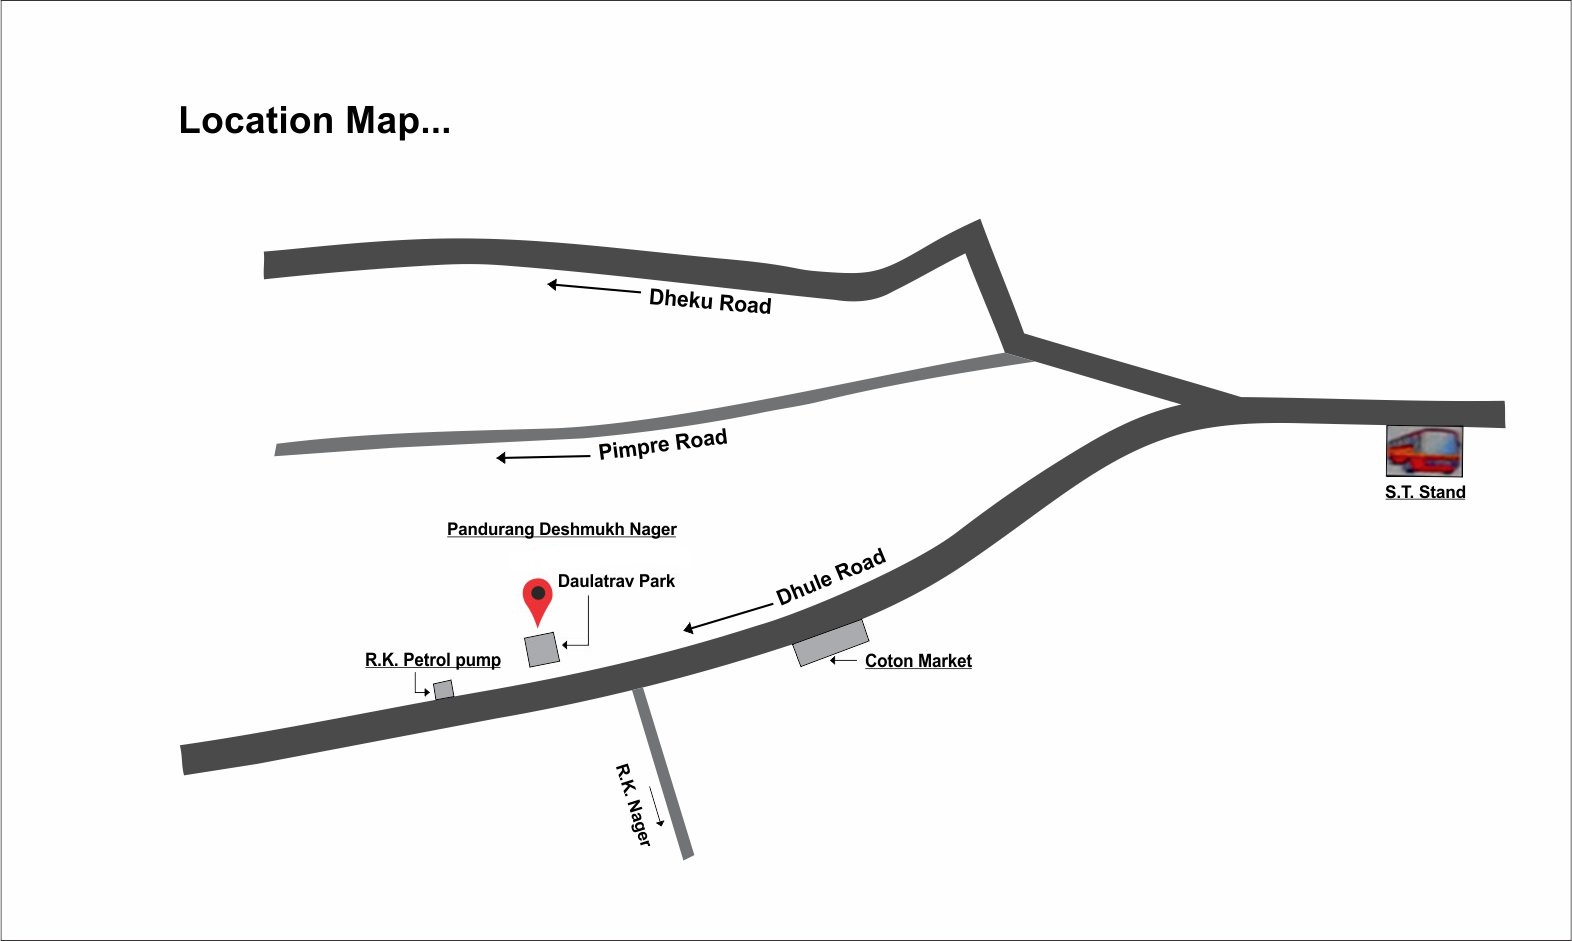 Location Map...
Dheku Road
Pimpre Road
S.T. Stand
Pandurang Deshmukh Nager
Dhule Road
Daulatrav Park
R.K. Petrol pump
Coton Market
R.K. Nager